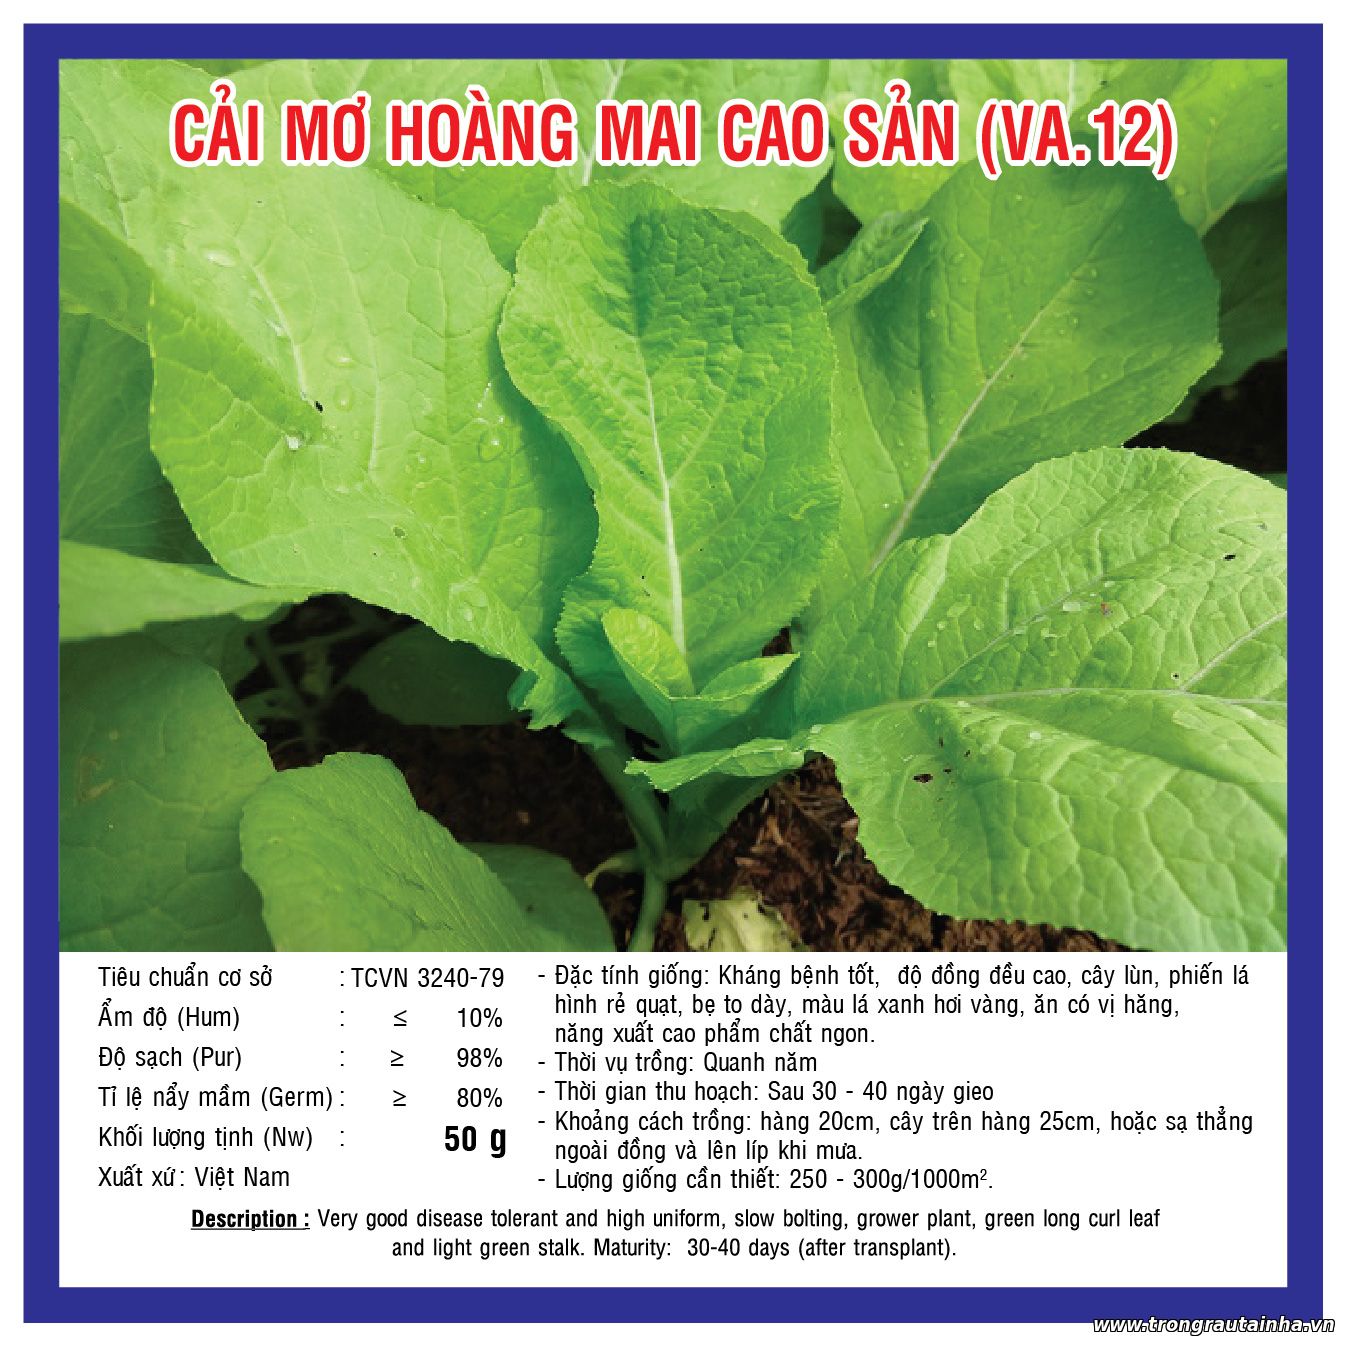 CẢI MƠ HOÀNG MAI CAO SẢN (VA.12)
Tiêu chuẩn cơ sở : TCVN 3240-79
Ẩm độ (Hum) : ≤ 10%
Độ sạch (Pur) : ≥ 98%
Tỉ lệ nẩy mầm (Germ) : ≥ 80%
Khối lượng tịnh (Nw) : 50 g
Xuất xứ : Việt Nam
- Đặc tính giống: Kháng bệnh tốt, độ đồng đều cao, cây lùn, phiến lá
hình rẻ quạt, bẹ to dày, màu lá xanh hơi vàng, ăn có vị hăng,
năng xuất cao phẩm chất ngon.
- Thời vụ trồng: Quanh năm
- Thời gian thu hoạch: Sau 30 - 40 ngày gieo
- Khoảng cách trồng: hàng 20cm, cây trên hàng 25cm, hoặc sạ thẳng
ngoài đồng và lên líp khi mưa.
- Lượng giống cần thiết: 250 - 300g/1000m².
Description : Very good disease tolerant and high uniform, slow bolting, grower plant, green long curl leaf
and light green stalk. Maturity: 30-40 days (after transplant).
www.trongrautainha.vn